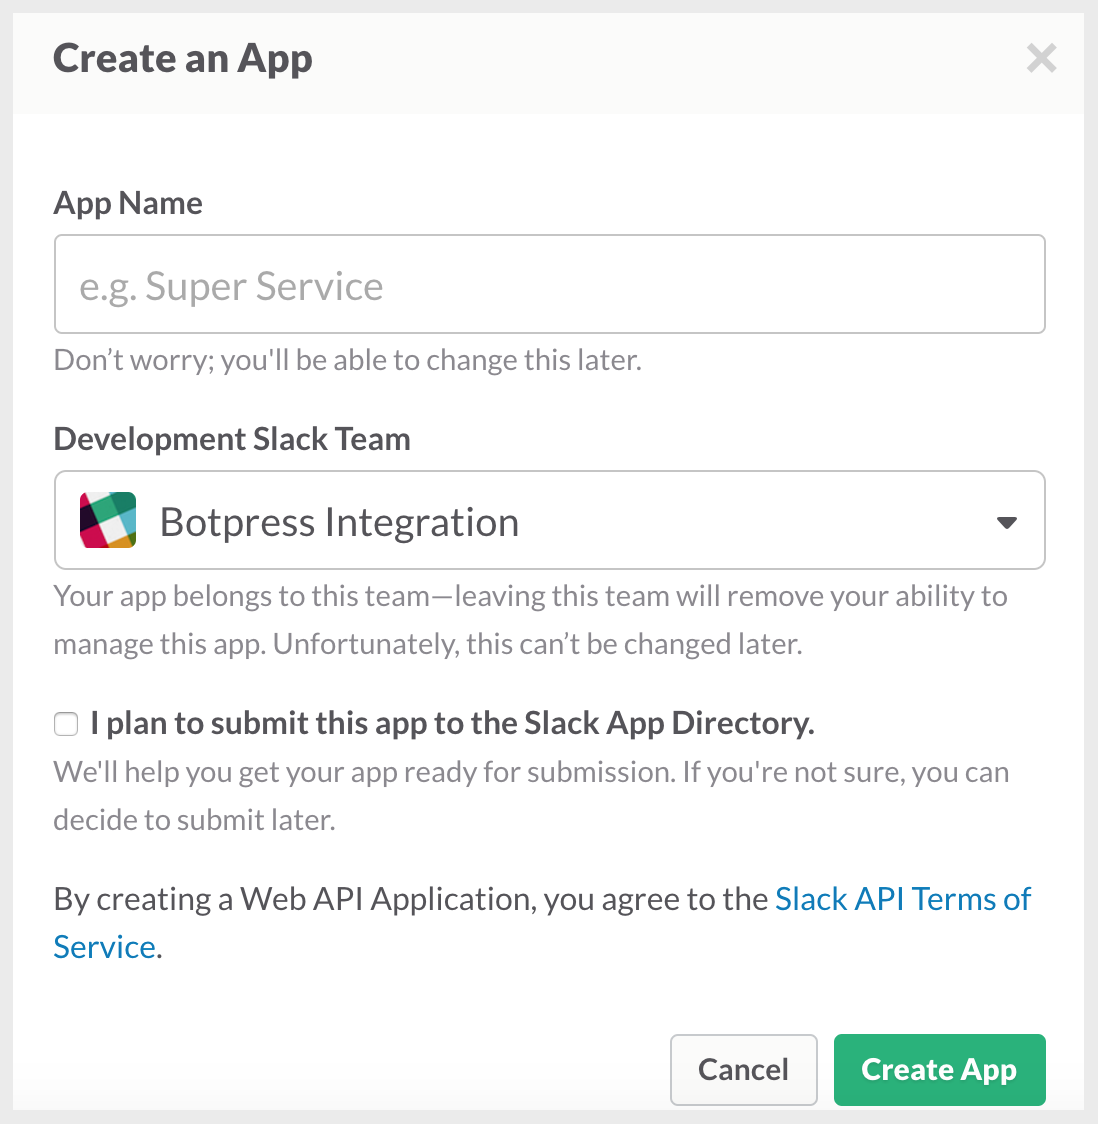 Create an App
App Name
e.g. Super Service
Don’t worry; you'll be able to change this later.
Development Slack Team
Botpress Integration
Your app belongs to this team—leaving this team will remove your ability to
manage this app. Unfortunately, this can’t be changed later.
I plan to submit this app to the Slack App Directory.
We'll help you get your app ready for submission. If you're not sure, you can
decide to submit later.
By creating a Web API Application, you agree to the Slack API Terms of
Service.
Cancel
Create App